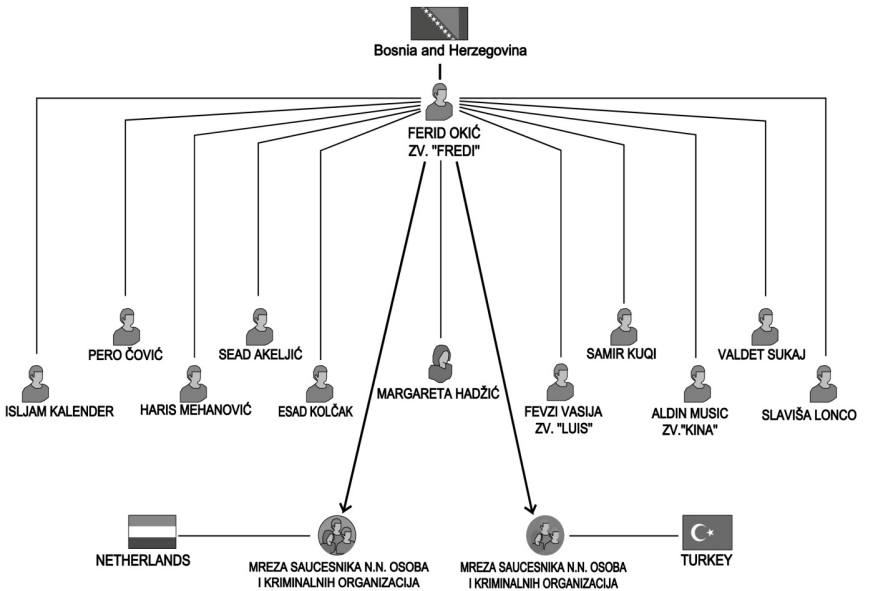 Bosnia and Herzegovina
FERID OKIĆ
ZV. "FREDI"
PERO ČOVIĆ
SEAD AKELJIĆ
SAMIR KUQI
VALDET SUKAJ
ISLJAM KALENDER
HARIS MEHANOVIĆ
ESAD KOLČAK
MARGARETA HADŽIĆ
FEVZI VASIJA
ZV. "LUIS"
ALDIN MUSIC
ZV."KINA"
SLAVIŠA LONCO
NETHERLANDS
MREZA SAUCESNIKA N.N. OSOBA
I KRIMINALNIH ORGANIZACIJA
MREZA SAUCESNIKA N.N. OSOBA
I KRIMINALNIH ORGANIZACIJA
TURKEY